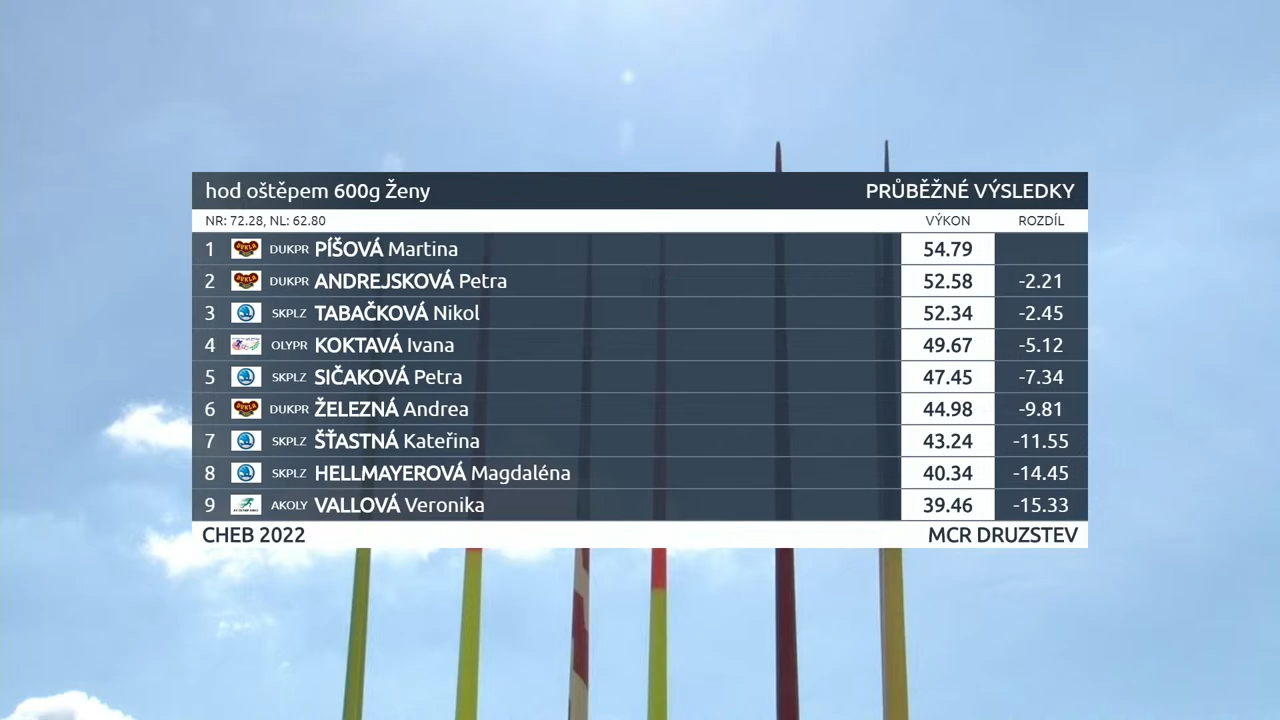 hod oštěpem 600g Ženy PRŮBĚŽNÉ VÝSLEDKY
NR: 72.28, NL: 62.80 VÝKON ROZDÍL
1 DUKPR PÍŠOVÁ Martina 54.79
2 DUKPR ANDREJSKOVÁ Petra 52.58 -2.21
3 SKPLZ TABAČKOVÁ Nikol 52.34 -2.45
4 OLYPR KOKTAVÁ Ivana 49.67 -5.12
5 SKPLZ SIČAKOVÁ Petra 47.45 -7.34
6 DUKPR ŽELEZNÁ Andrea 44.98 -9.81
7 SKPLZ ŠŤASTNÁ Kateřina 43.24 -11.55
8 SKPLZ HELLMAYEROVÁ Magdaléna 40.34 -14.45
9 AKOLY VALLOVÁ Veronika 39.46 -15.33
CHEB 2022 MCR DRUZSTEV